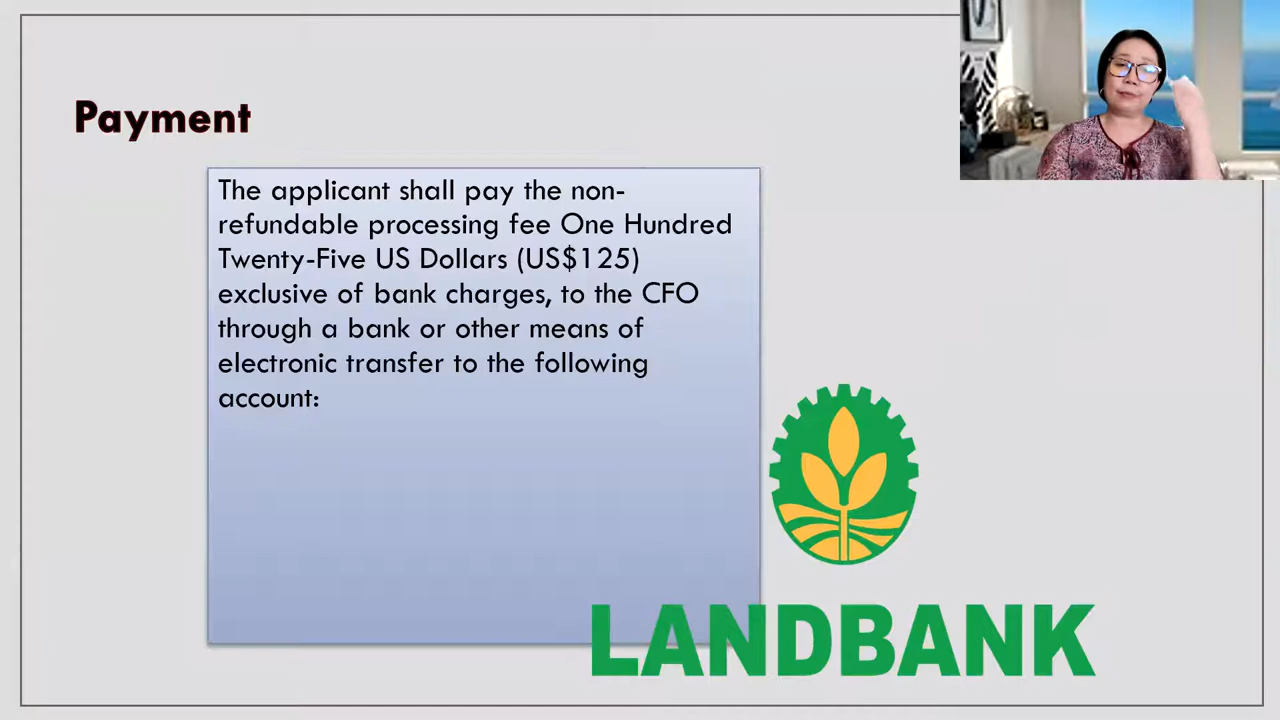 Payment
The applicant shall pay the non-
refundable processing fee One Hundred
Twenty-Five US Dollars (US$125)
exclusive of bank charges, to the CFO
through a bank or other means of
electronic transfer to the following
account:
LANDBANK